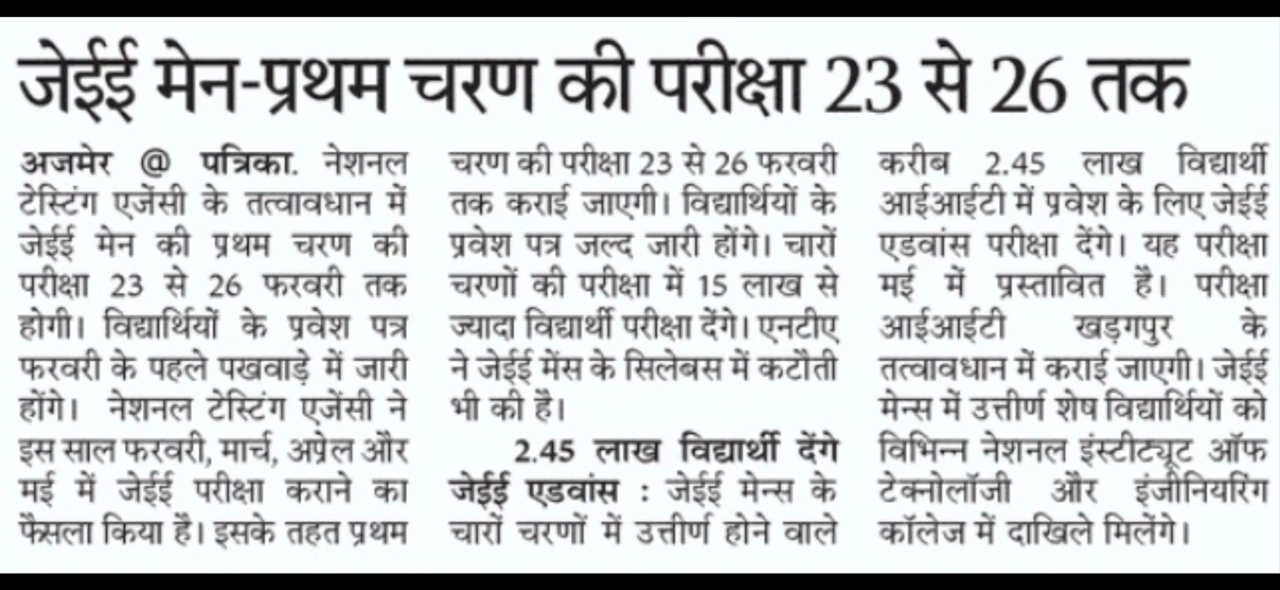 जेईई मेन-प्रथम चरण की परीक्षा 23 से 26 तक
अजमेर @ पत्रिका. नेशनल
टेस्टिंग एजेंसी के तत्वावधान में
जेईई मेन की प्रथम चरण की
परीक्षा 23 से 26 फरवरी तक
होगी। विद्यार्थियों के प्रवेश पत्र
फरवरी के पहले पखवाड़े में जारी
होंगे। नेशनल टेस्टिंग एजेंसी ने
इस साल फरवरी, मार्च, अप्रेल और
मई में जेईई परीक्षा कराने का
फैसला किया है। इसके तहत प्रथम
चरण की परीक्षा 23 से 26 फरवरी
तक कराई जाएगी। विद्यार्थियों के
प्रवेश पत्र जल्द जारी होंगे। चारों
चरणों की परीक्षा में 15 लाख से
ज्यादा विद्यार्थी परीक्षा देंगे। एनटीए
ने जेईई मेंस के सिलेबस में कटौती
भी की है।
2.45 लाख विद्यार्थी देंगे
जेईई एडवांस : जेईई मेन्स के
चारों चरणों में उत्तीर्ण होने वाले
करीब 2.45 लाख विद्यार्थी
आईआईटी में प्रवेश के लिए जेईई
एडवांस परीक्षा देंगे। यह परीक्षा
मई में प्रस्तावित है। परीक्षा
आईआईटी खड़गपुर के
तत्वावधान में कराई जाएगी। जेईई
मेन्स में उत्तीर्ण शेष विद्यार्थियों को
विभिन्न नेशनल इंस्टीट्यूट ऑफ
टेक्नोलॉजी और इंजीनियरिंग
कॉलेज में दाखिले मिलेंगे।